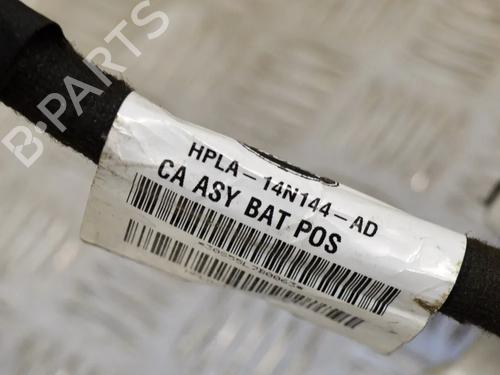 B-PARTS
HPLA-14N144-AD
CA ASY BAT POS